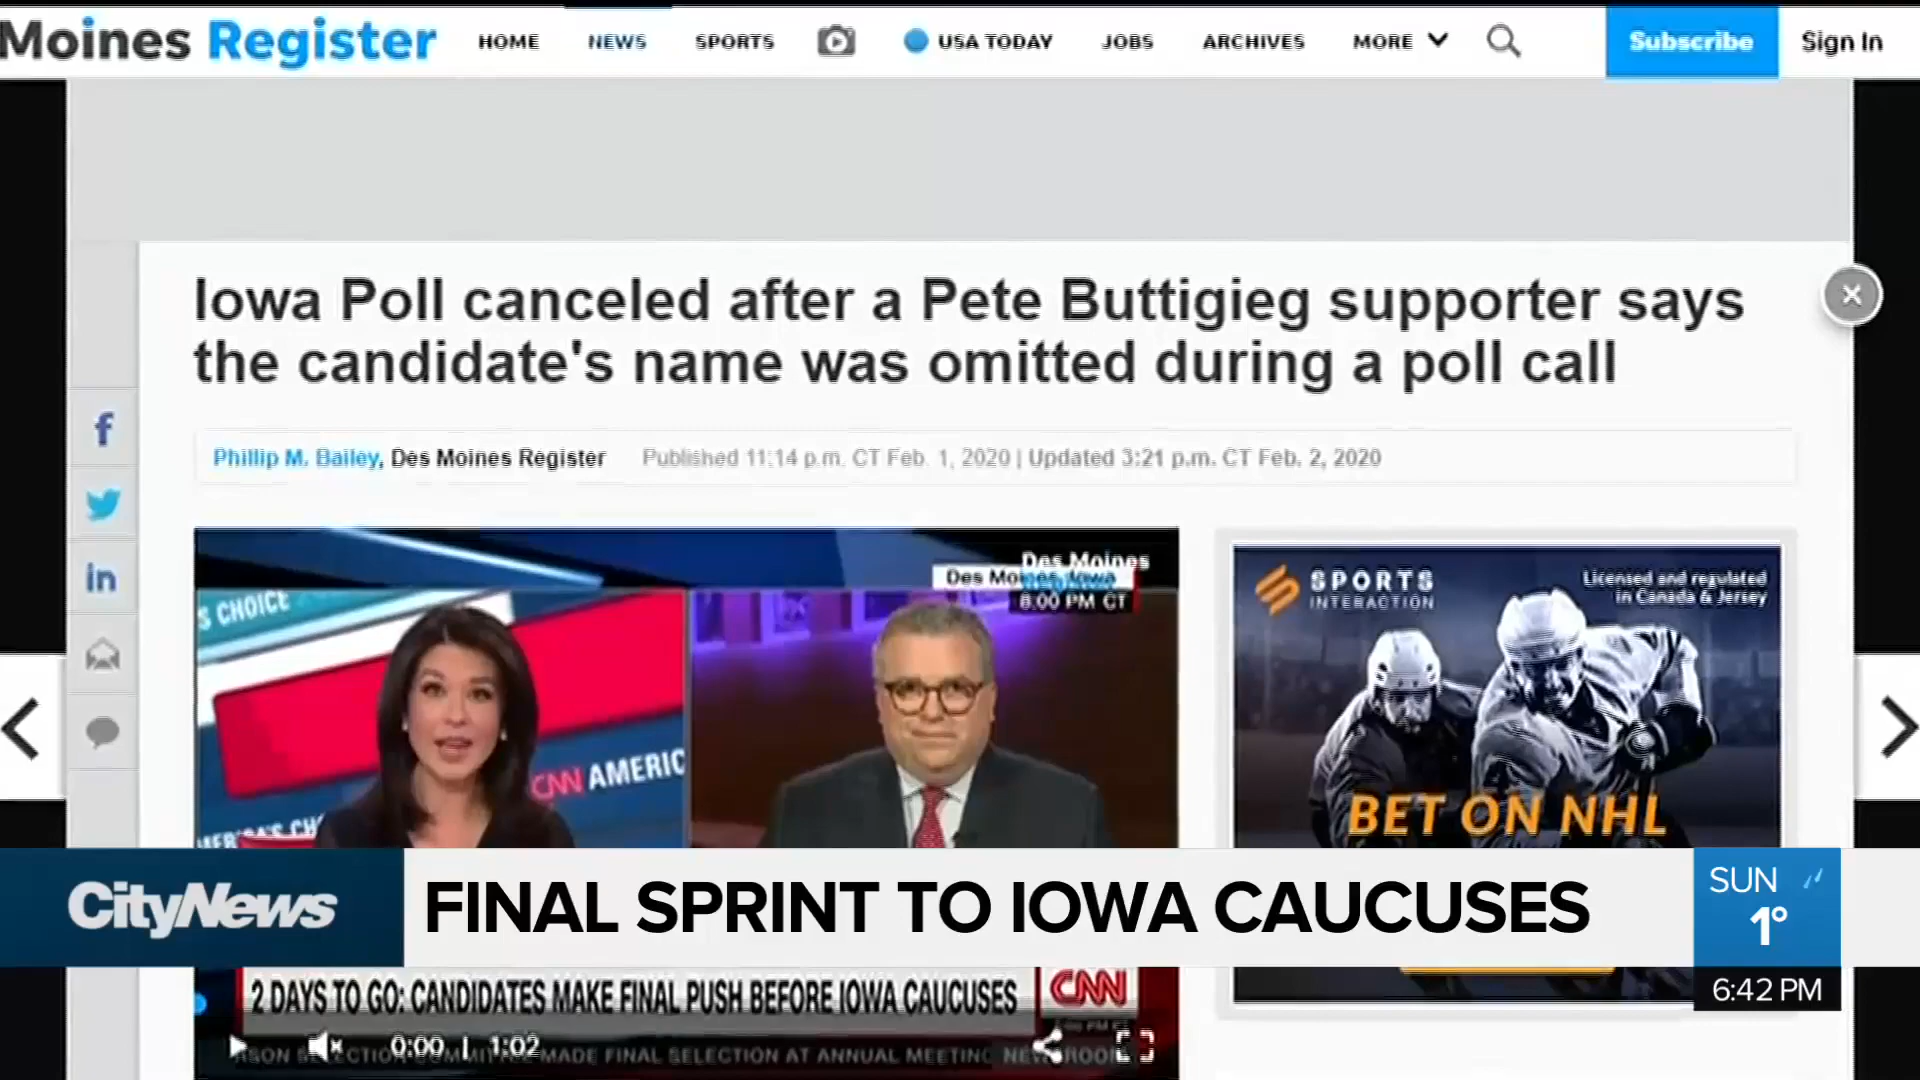 Moines Register HOME NEWS SPORTS USA TODAY JOBS ARCHIVES MORE Subscribe Sign In
Iowa Poll canceled after a Pete Buttigieg supporter says
the candidate's name was omitted during a poll call
f
Phillip M. Bailey, Des Moines Register Published 11:14 p.m. CT Feb. 1, 2020 | Updated 3:21 p.m. CT Feb. 2, 2020
in
Des Moines
Des Moines, Iowa
8:00 PM CT
S CHOICE
CNN AMERIC
SPORTS
INTERACTION
Licensed and regulated
in Canada & Jersey
BET ON NHL
CityNews
FINAL SPRINT TO IOWA CAUCUSES
SUN
1°
6:42 PM
2 DAYS TO GO: CANDIDATES MAKE FINAL PUSH BEFORE IOWA CAUCUSES
CNN
0:00 | 1:02
MADE FINAL SELECTION AT ANNUAL MEETING